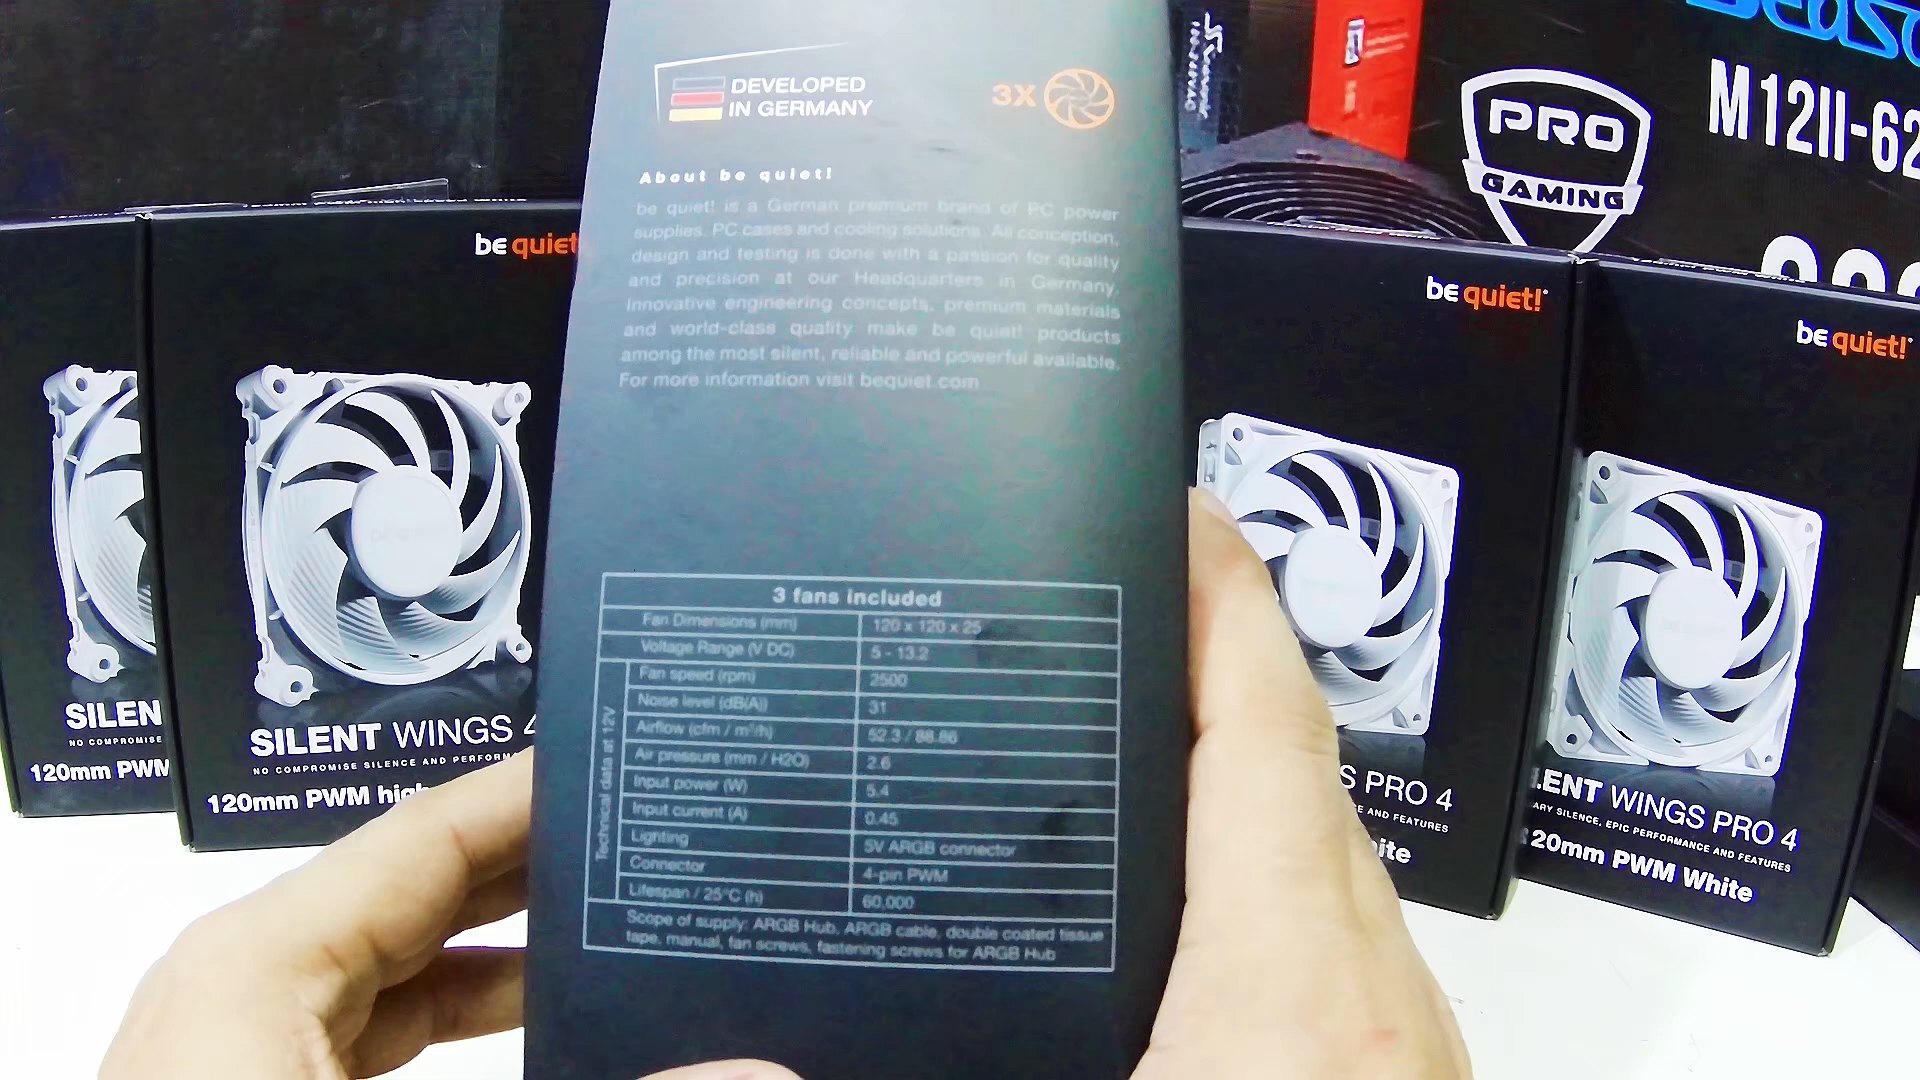 DEVELOPED
IN GERMANY
3X
About be quiet!
be quiet! is a German premium brand of PC power
supplies, PC cases and cooling solutions. All conception,
design and testing is done with a passion for quality
and precision at our Headquarters in Germany.
Innovative engineering concepts, premium materials
and world-class quality make be quiet! products
among the most silent, reliable and powerful available.
For more information visit bequiet.com
3 fans included
Fan Dimensions (mm) 120 x 120 x 25
Voltage Range (V DC) 5 - 13.2
Technical data at 12V
Fan speed (rpm) 2500
Noise level (dB(A)) 31
Airflow (cfm / m³/h) 52.3 / 88.86
Air pressure (mm / H2O) 2.6
Input power (W) 5.4
Input current (A) 0.45
Lighting 5V ARGB connector
Connector 4-pin PWM
Lifespan / 25°C (h) 60,000
Scope of supply: ARGB Hub, ARGB cable, double coated tissue
tape, manual, fan screws, fastening screws for ARGB Hub
SILEN
NO COMPROMISE
120mm PWM
be quiet
SILENT WINGS 4
NO COMPROMISE SILENCE AND PERFORM
120mm PWM high
be quiet!
S PRO 4
E AND FEATURES
ite
be quiet!
LENT WINGS PRO 4
ARY SILENCE, EPIC PERFORMANCE AND FEATURES
120mm PWM White
PRO
GAMING
M12II-62